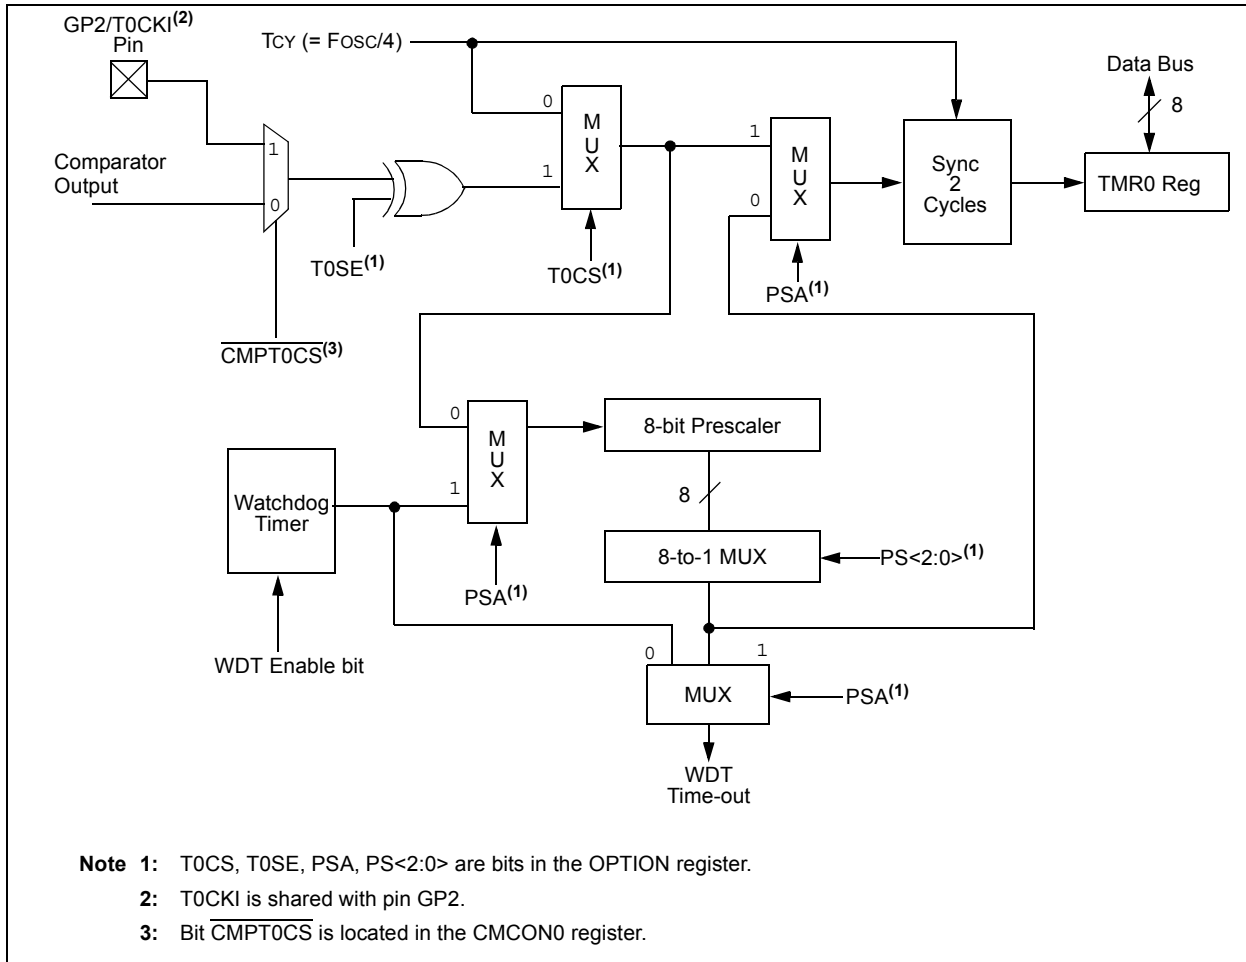 GP2/T0CKI(2)
Pin
TCY (= FOSC/4)
Data Bus
8
0
M
U
X
1
M
U
X
Sync
2
Cycles
TMR0 Reg
Comparator
Output
1
0
1
0
T0SE(1)
T0CS(1)
PSA(1)
CMPT0CS(3)
0
M
U
X
1
8-bit Prescaler
Watchdog
Timer
8
8-to-1 MUX
PS<2:0>(1)
PSA(1)
WDT Enable bit
0
1
MUX
PSA(1)
WDT
Time-out
Note 1: T0CS, T0SE, PSA, PS<2:0> are bits in the OPTION register.
2: T0CKI is shared with pin GP2.
3: Bit CMPT0CS is located in the CMCON0 register.